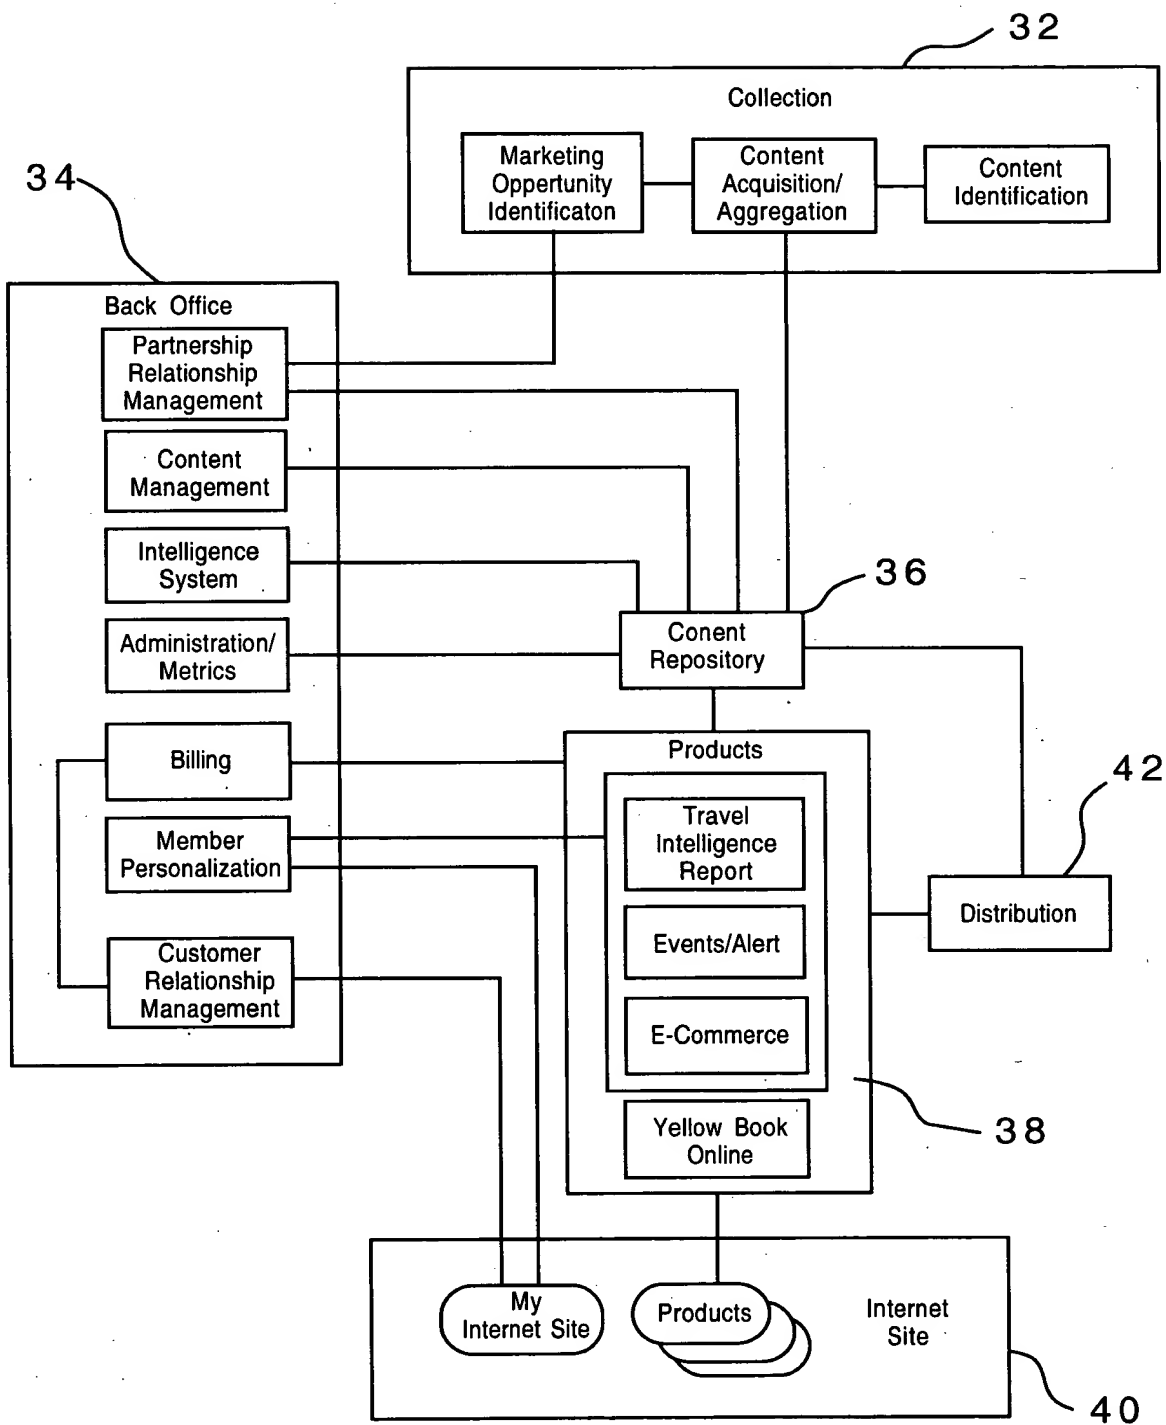 32
Collection
Marketing
Oppertunity
Identificaton
Content
Acquisition/
Aggregation
Content
Identification
34
Back Office
Partnership
Relationship
Management
Content
Management
Intelligence
System
Administration/
Metrics
Billing
Member
Personalization
Customer
Relationship
Management
36
Conent
Repository
Products
Travel
Intelligence
Report
Events/Alert
E-Commerce
Yellow Book
Online
38
42
Distribution
My
Internet Site
Products
Internet
Site
40